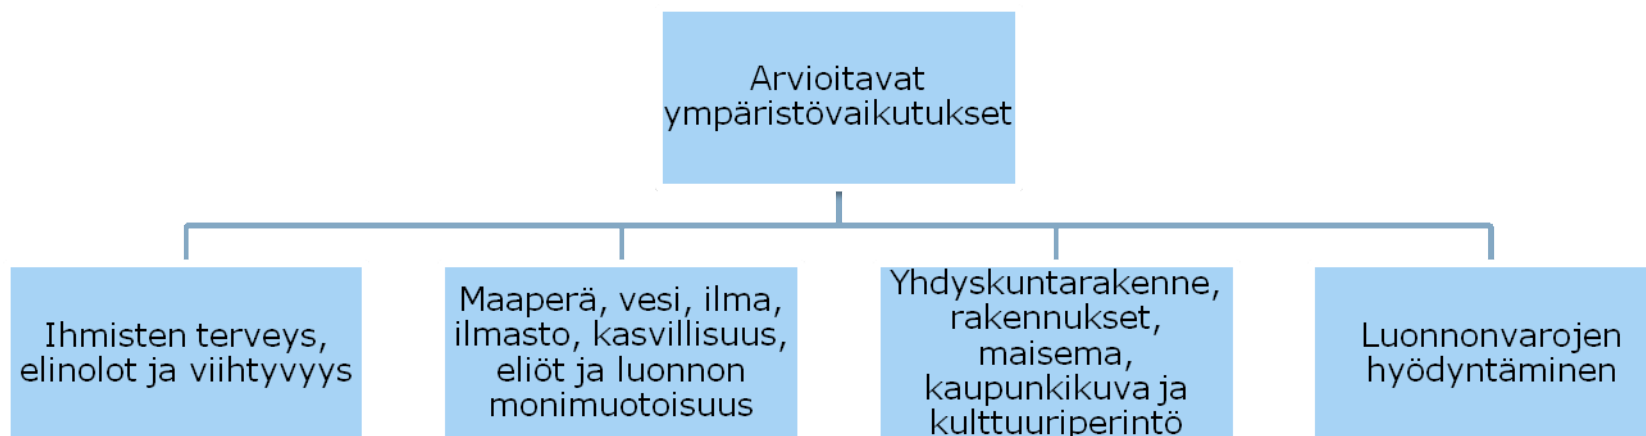 Arvioitavat
ympäristövaikutukset
Ihmisten terveys,
elinolot ja viihtyvyys
Maaperä, vesi, ilma,
ilmasto, kasvillisuus,
eliöt ja luonnon
monimuotoisuus
Yhdyskuntarakenne,
rakennukset,
maisema,
kaupunkikuva ja
kulttuuriperintö
Luonnonvarojen
hyödyntäminen